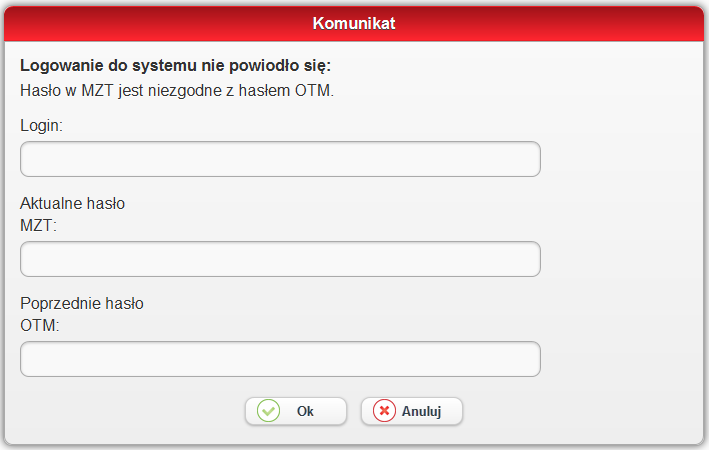 Komunikat
Logowanie do systemu nie powiodło się:
Hasło w MZT jest niezgodne z hasłem OTM.
Login:
Aktualne hasło
MZT:
Poprzednie hasło
OTM:
Ok
Anuluj